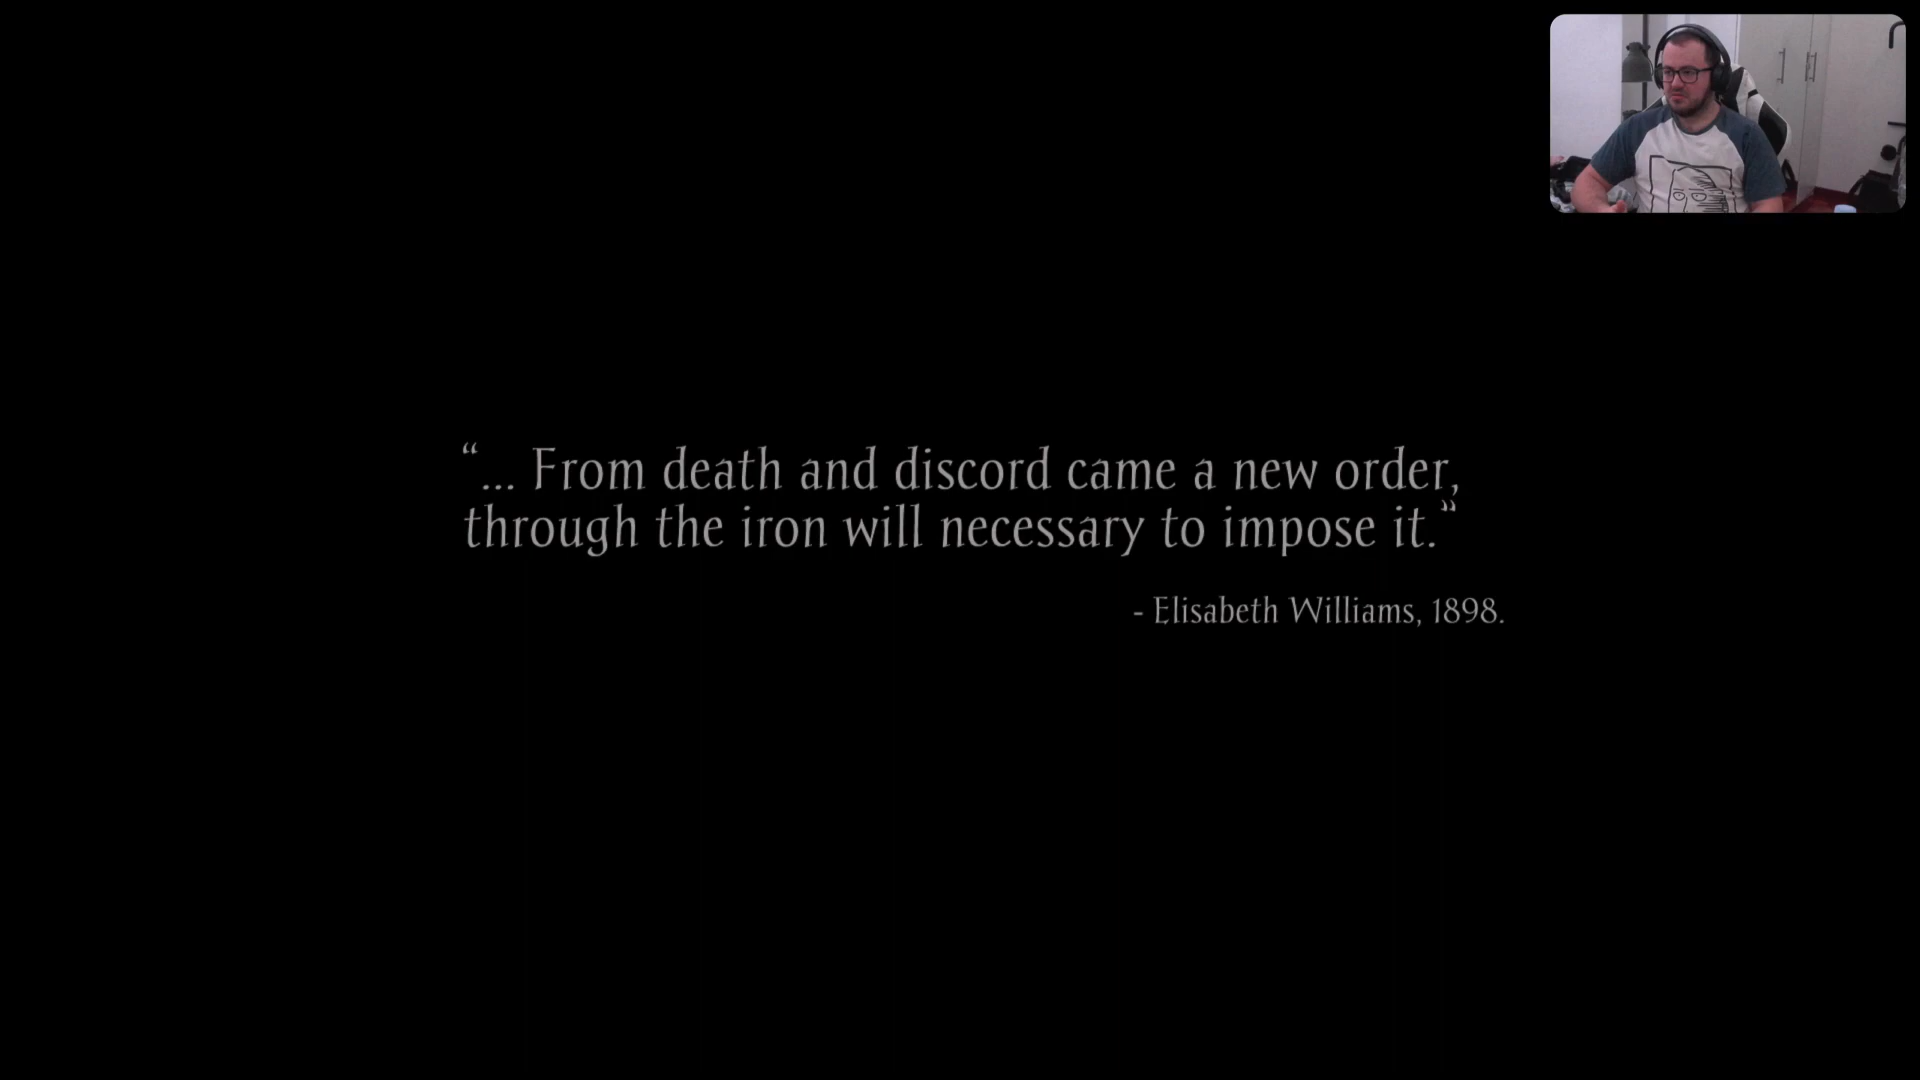 “... From death and discord came a new order,
through the iron will necessary to impose it.”
- Elisabeth Williams, 1898.